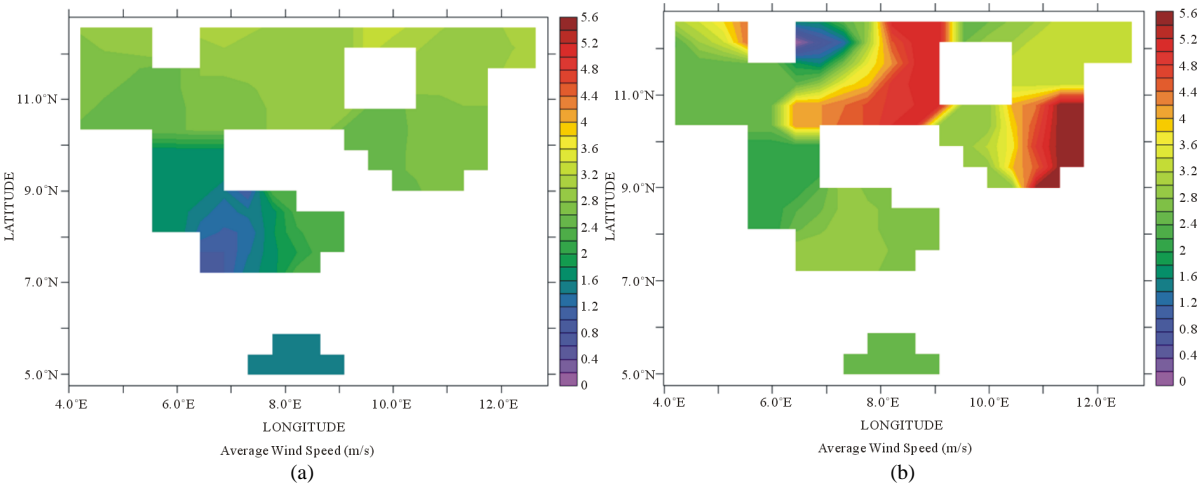 5.6
5.2
4.8
4.4
4
3.6
3.2
2.8
2.4
2
1.6
1.2
0.8
0.4
0
11.0°N
9.0°N
7.0°N
5.0°N
LATITUDE
4.0°E 6.0°E 8.0°E 10.0°E 12.0°E
LONGITUDE
Average Wind Speed (m/s)
(a)
5.6
5.2
4.8
4.4
4
3.6
3.2
2.8
2.4
2
1.6
1.2
0.8
0.4
0
11.0°N
9.0°N
7.0°N
5.0°N
LATITUDE
4.0°E 6.0°E 8.0°E 10.0°E 12.0°E
LONGITUDE
Average Wind Speed (m/s)
(b)